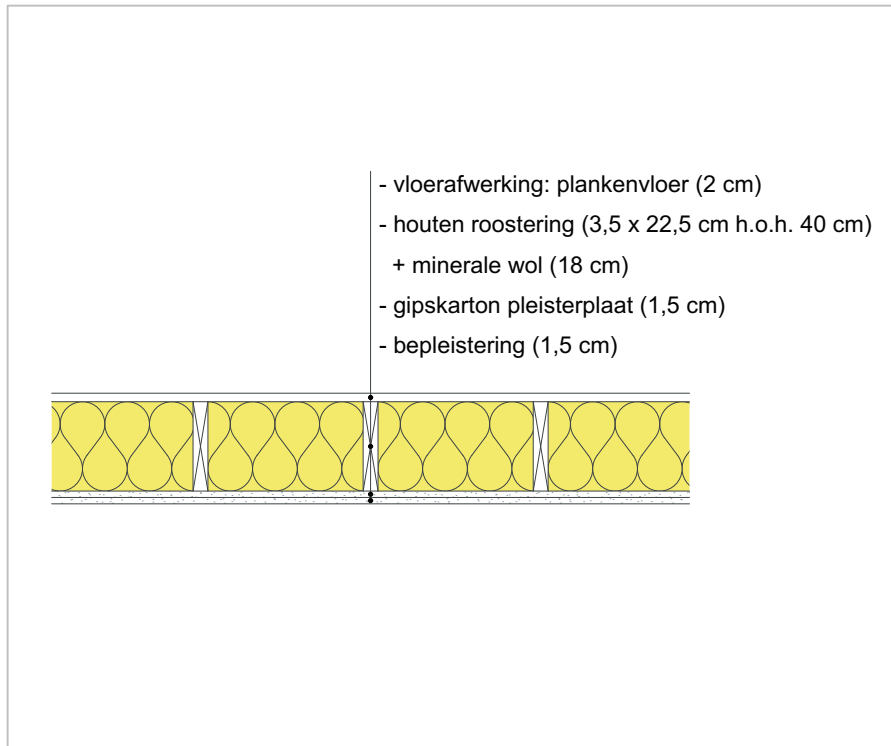 - vloerafwerking: plankenvloer (2 cm)
- houten roostering (3,5 x 22,5 cm h.o.h. 40 cm)
+ minerale wol (18 cm)
- gipskarton pleisterplaat (1,5 cm)
- bepleistering (1,5 cm)